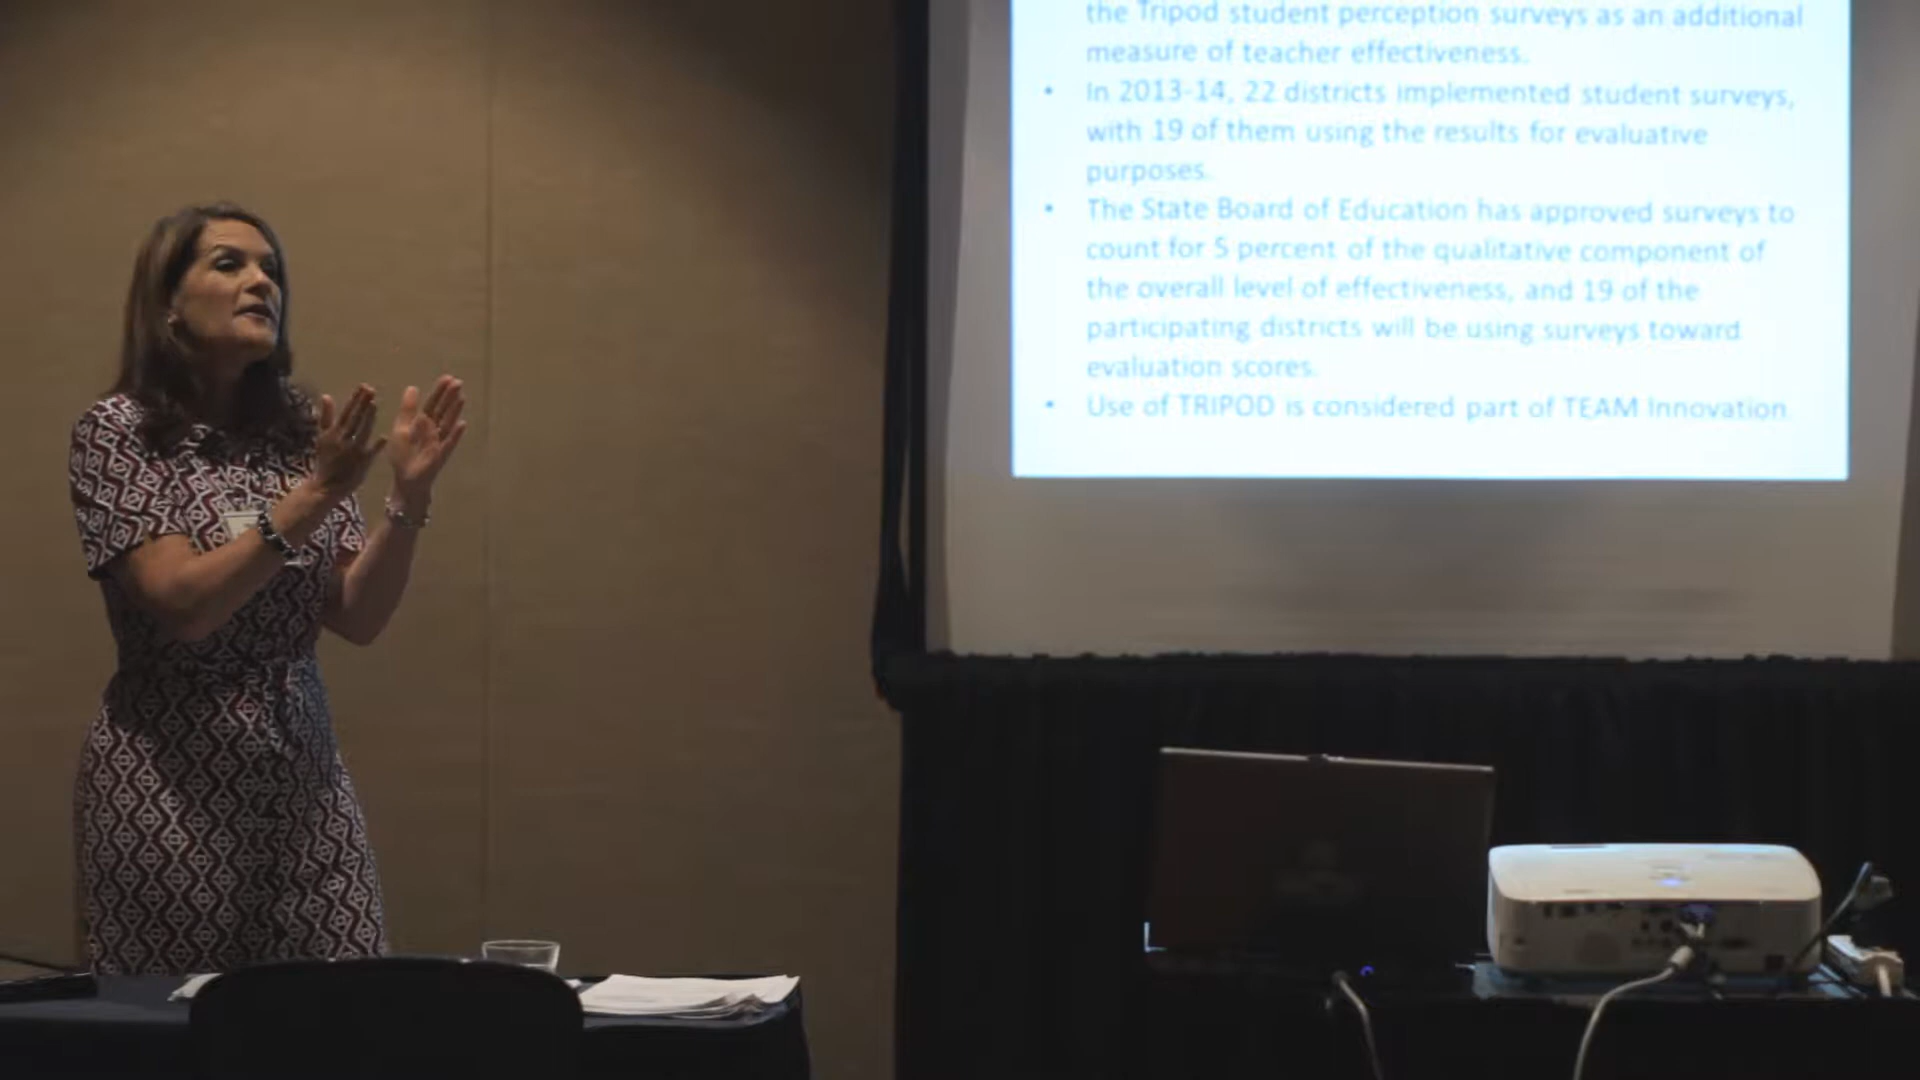 the Tripod student perception surveys as an additional
measure of teacher effectiveness.
• In 2013-14, 22 districts implemented student surveys,
with 19 of them using the results for evaluative
purposes.
• The State Board of Education has approved surveys to
count for 5 percent of the qualitative component of
the overall level of effectiveness, and 19 of the
participating districts will be using surveys toward
evaluation scores.
• Use of TRIPOD is considered part of TEAM Innovation